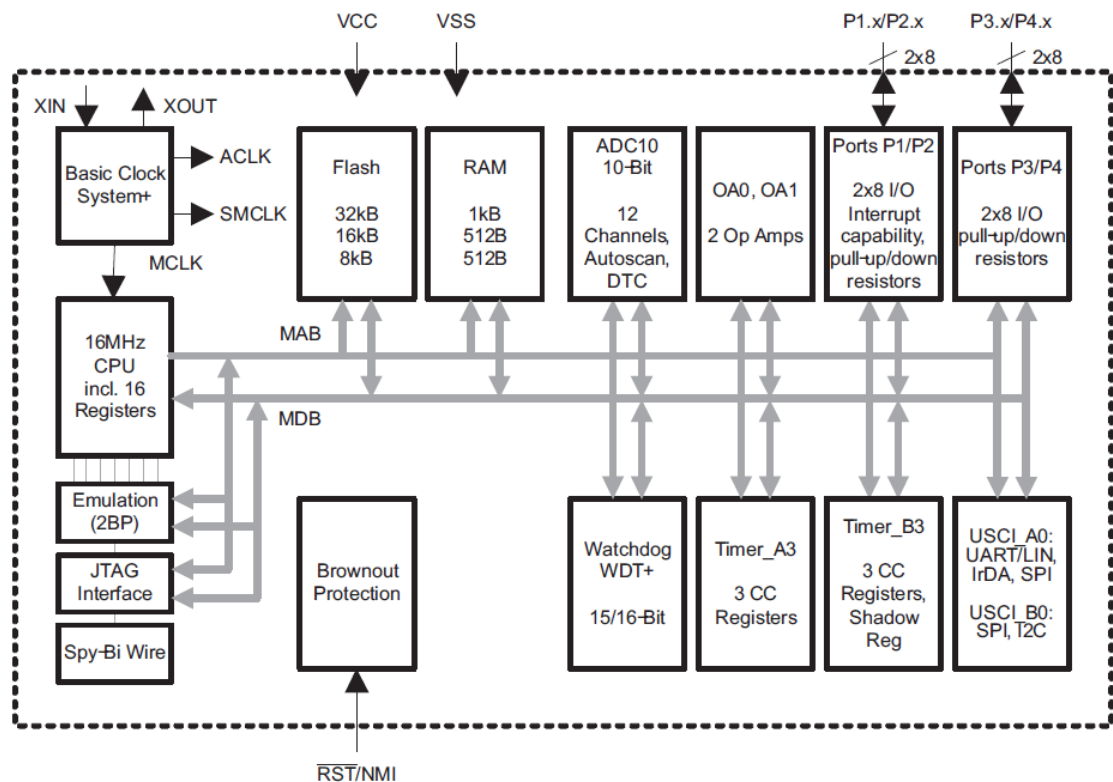 VCC
VSS
P1.x/P2.x
P3.x/P4.x
2x8
2x8
XIN
XOUT
Basic Clock
System+
ACLK
SMCLK
MCLK
Flash
32kB
16kB
8kB
RAM
1kB
512B
512B
ADC10
10-Bit
12
Channels,
Autoscan,
DTC
OA0, OA1
2 Op Amps
Ports P1/P2
2x8 I/O
Interrupt
capability,
pull-up/down
resistors
Ports P3/P4
2x8 I/O
pull-up/down
resistors
16MHz
CPU
incl. 16
Registers
MAB
MDB
Emulation
(2BP)
JTAG
Interface
Spy-Bi Wire
Brownout
Protection
Watchdog
WDT+
15/16-Bit
Timer_A3
3 CC
Registers
Timer_B3
3 CC
Registers,
Shadow
Reg
USCI_A0:
UART/LIN,
IrDA, SPI
USCI_B0:
SPI, I2C
RST/NMI